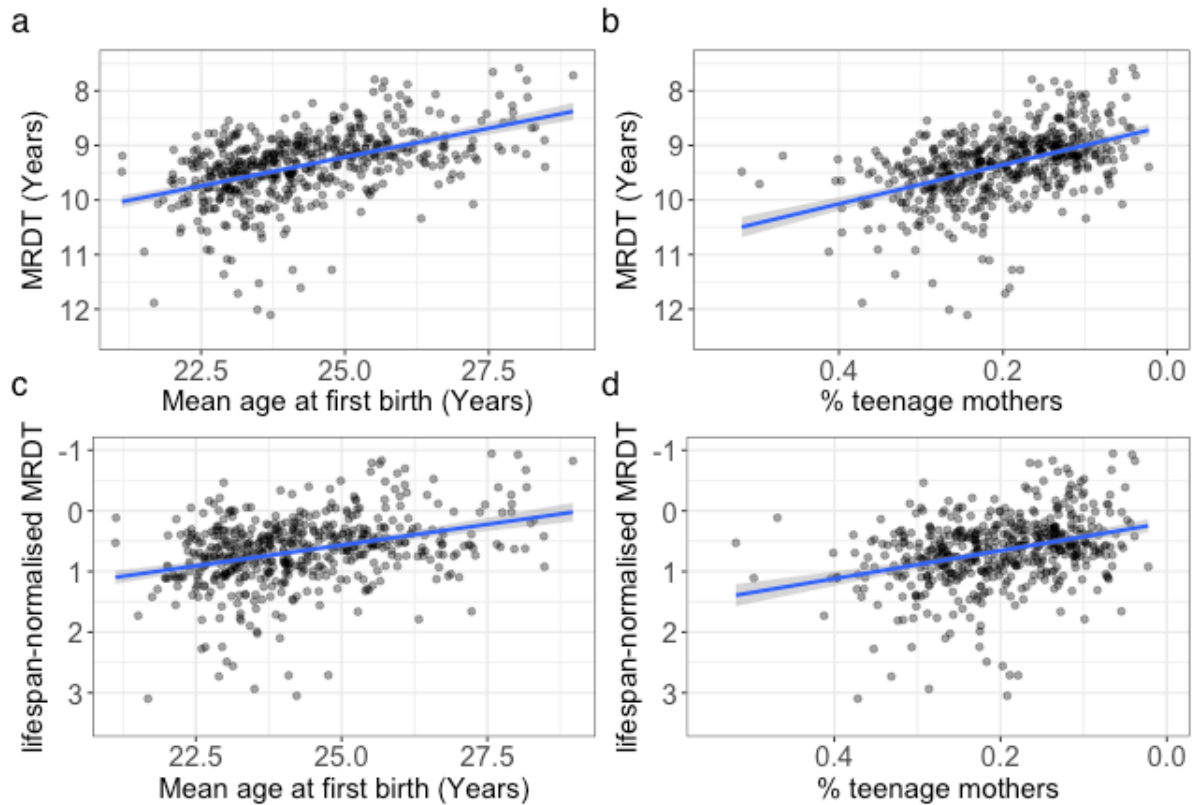 a
b
MRDT (Years)
8
9
10
11
12
22.5 25.0 27.5
Mean age at first birth (Years)
MRDT (Years)
8
9
10
11
12
0.4 0.2 0.0
% teenage mothers
c
d
lifespan-normalised MRDT
-1
0
1
2
3
22.5 25.0 27.5
Mean age at first birth (Years)
lifespan-normalised MRDT
-1
0
1
2
3
0.4 0.2 0.0
% teenage mothers